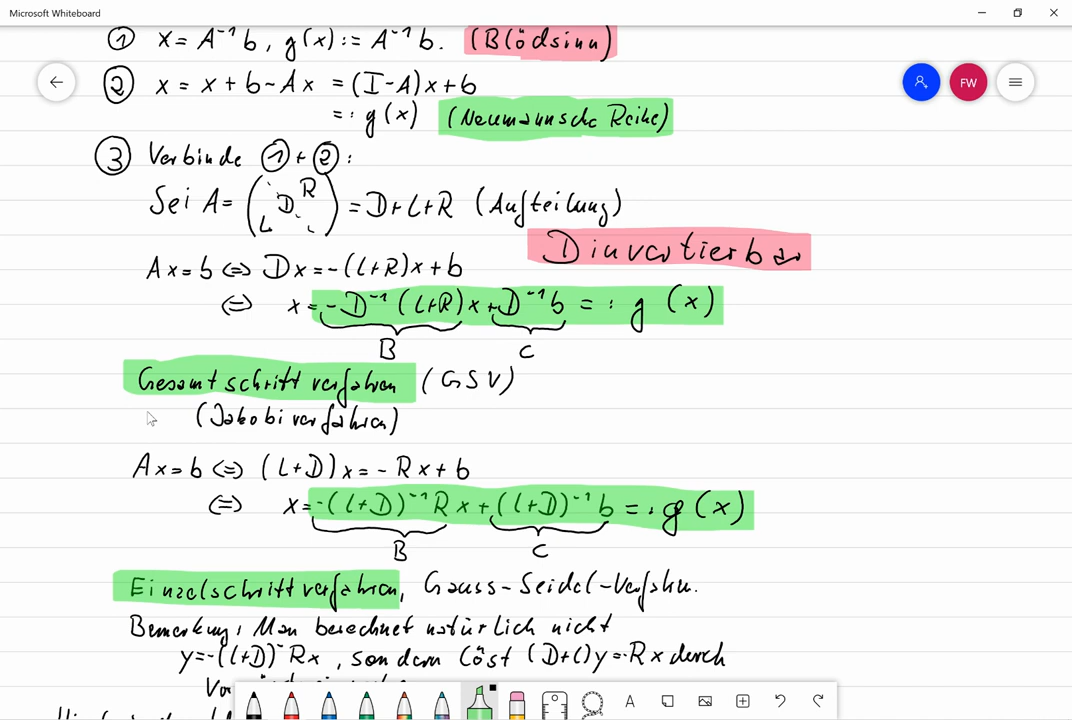 Microsoft Whiteboard
① x = A⁻¹b, g(x) := A⁻¹b. (Blödsinn)
② x = x + b - Ax = (I-A)x + b
=: g(x) (Neumannsche Reihe)
FW
③ Verbinde ① + ②:
Sei A = (L D R) = D+L+R (Aufteilung)
D invertierbar
Ax = b ⇔ Dx = -(L+R)x + b
⇔ x = -D⁻¹(L+R)x + D⁻¹b =: g(x)
B C
Gesamtschrittverfahren (GSV)
(Jakobiverfahren)
Ax = b ⇔ (L+D)x = -Rx + b
⇔ x = -(L+D)⁻¹Rx + (L+D)⁻¹b =: g(x)
B C
Einzelschrittverfahren, Gauss-Seidel-Verfahn.
Bemerkung: Man berechnet natürlich nicht
y = -(L+D)⁻Rx, sondern löst (D+L)y = -Rx durch
A